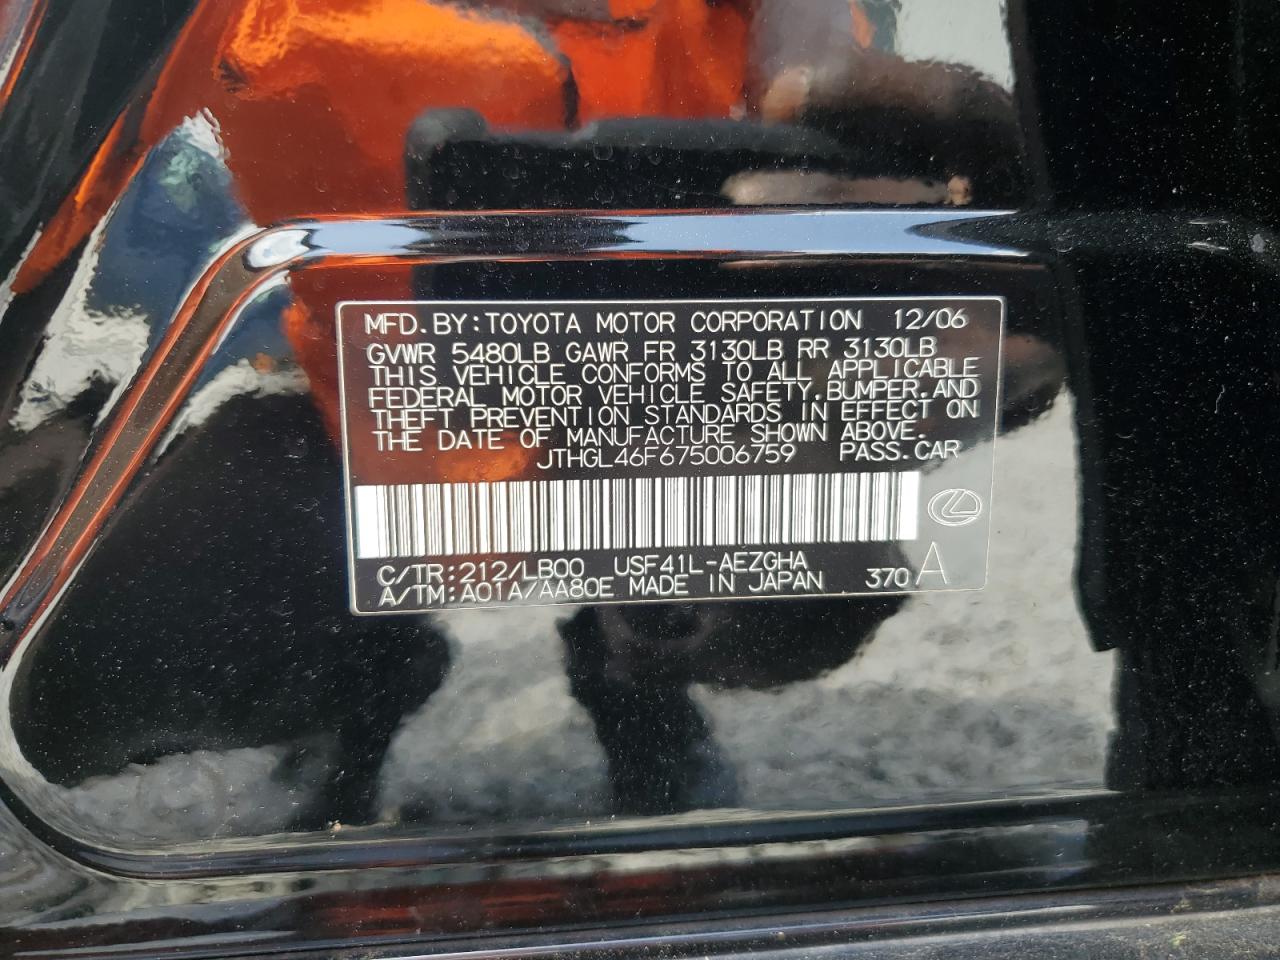 MFD.BY:TOYOTA MOTOR CORPORATION 12/06
GVWR 5480LB GAWR FR 3130LB RR 3130LB
THIS VEHICLE CONFORMS TO ALL APPLICABLE
FEDERAL MOTOR VEHICLE SAFETY,BUMPER,AND
THEFT PREVENTION STANDARDS IN EFFECT ON
THE DATE OF MANUFACTURE SHOWN ABOVE.
JTHGL46F675006759 PASS.CAR
C/TR:212/LB00 USF41L-AEZGHA
A/TM:A01A/AA80E MADE IN JAPAN 370 A